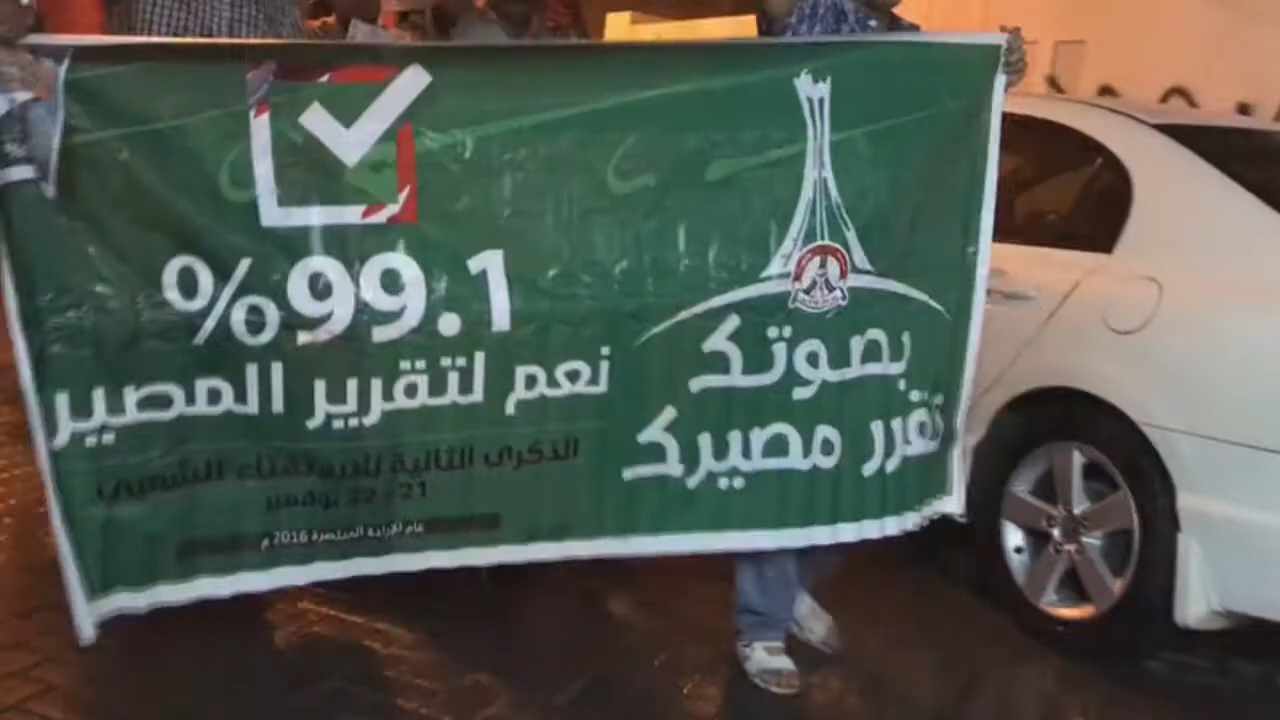 بصوتك
تقرر مصيرك
%99.1
نعم لتقرير المصير
الذكرى الثانية للاستفتاء الشعبي
21 - 22 نوفمبر
عام الإرادة المنتصرة 2016 م